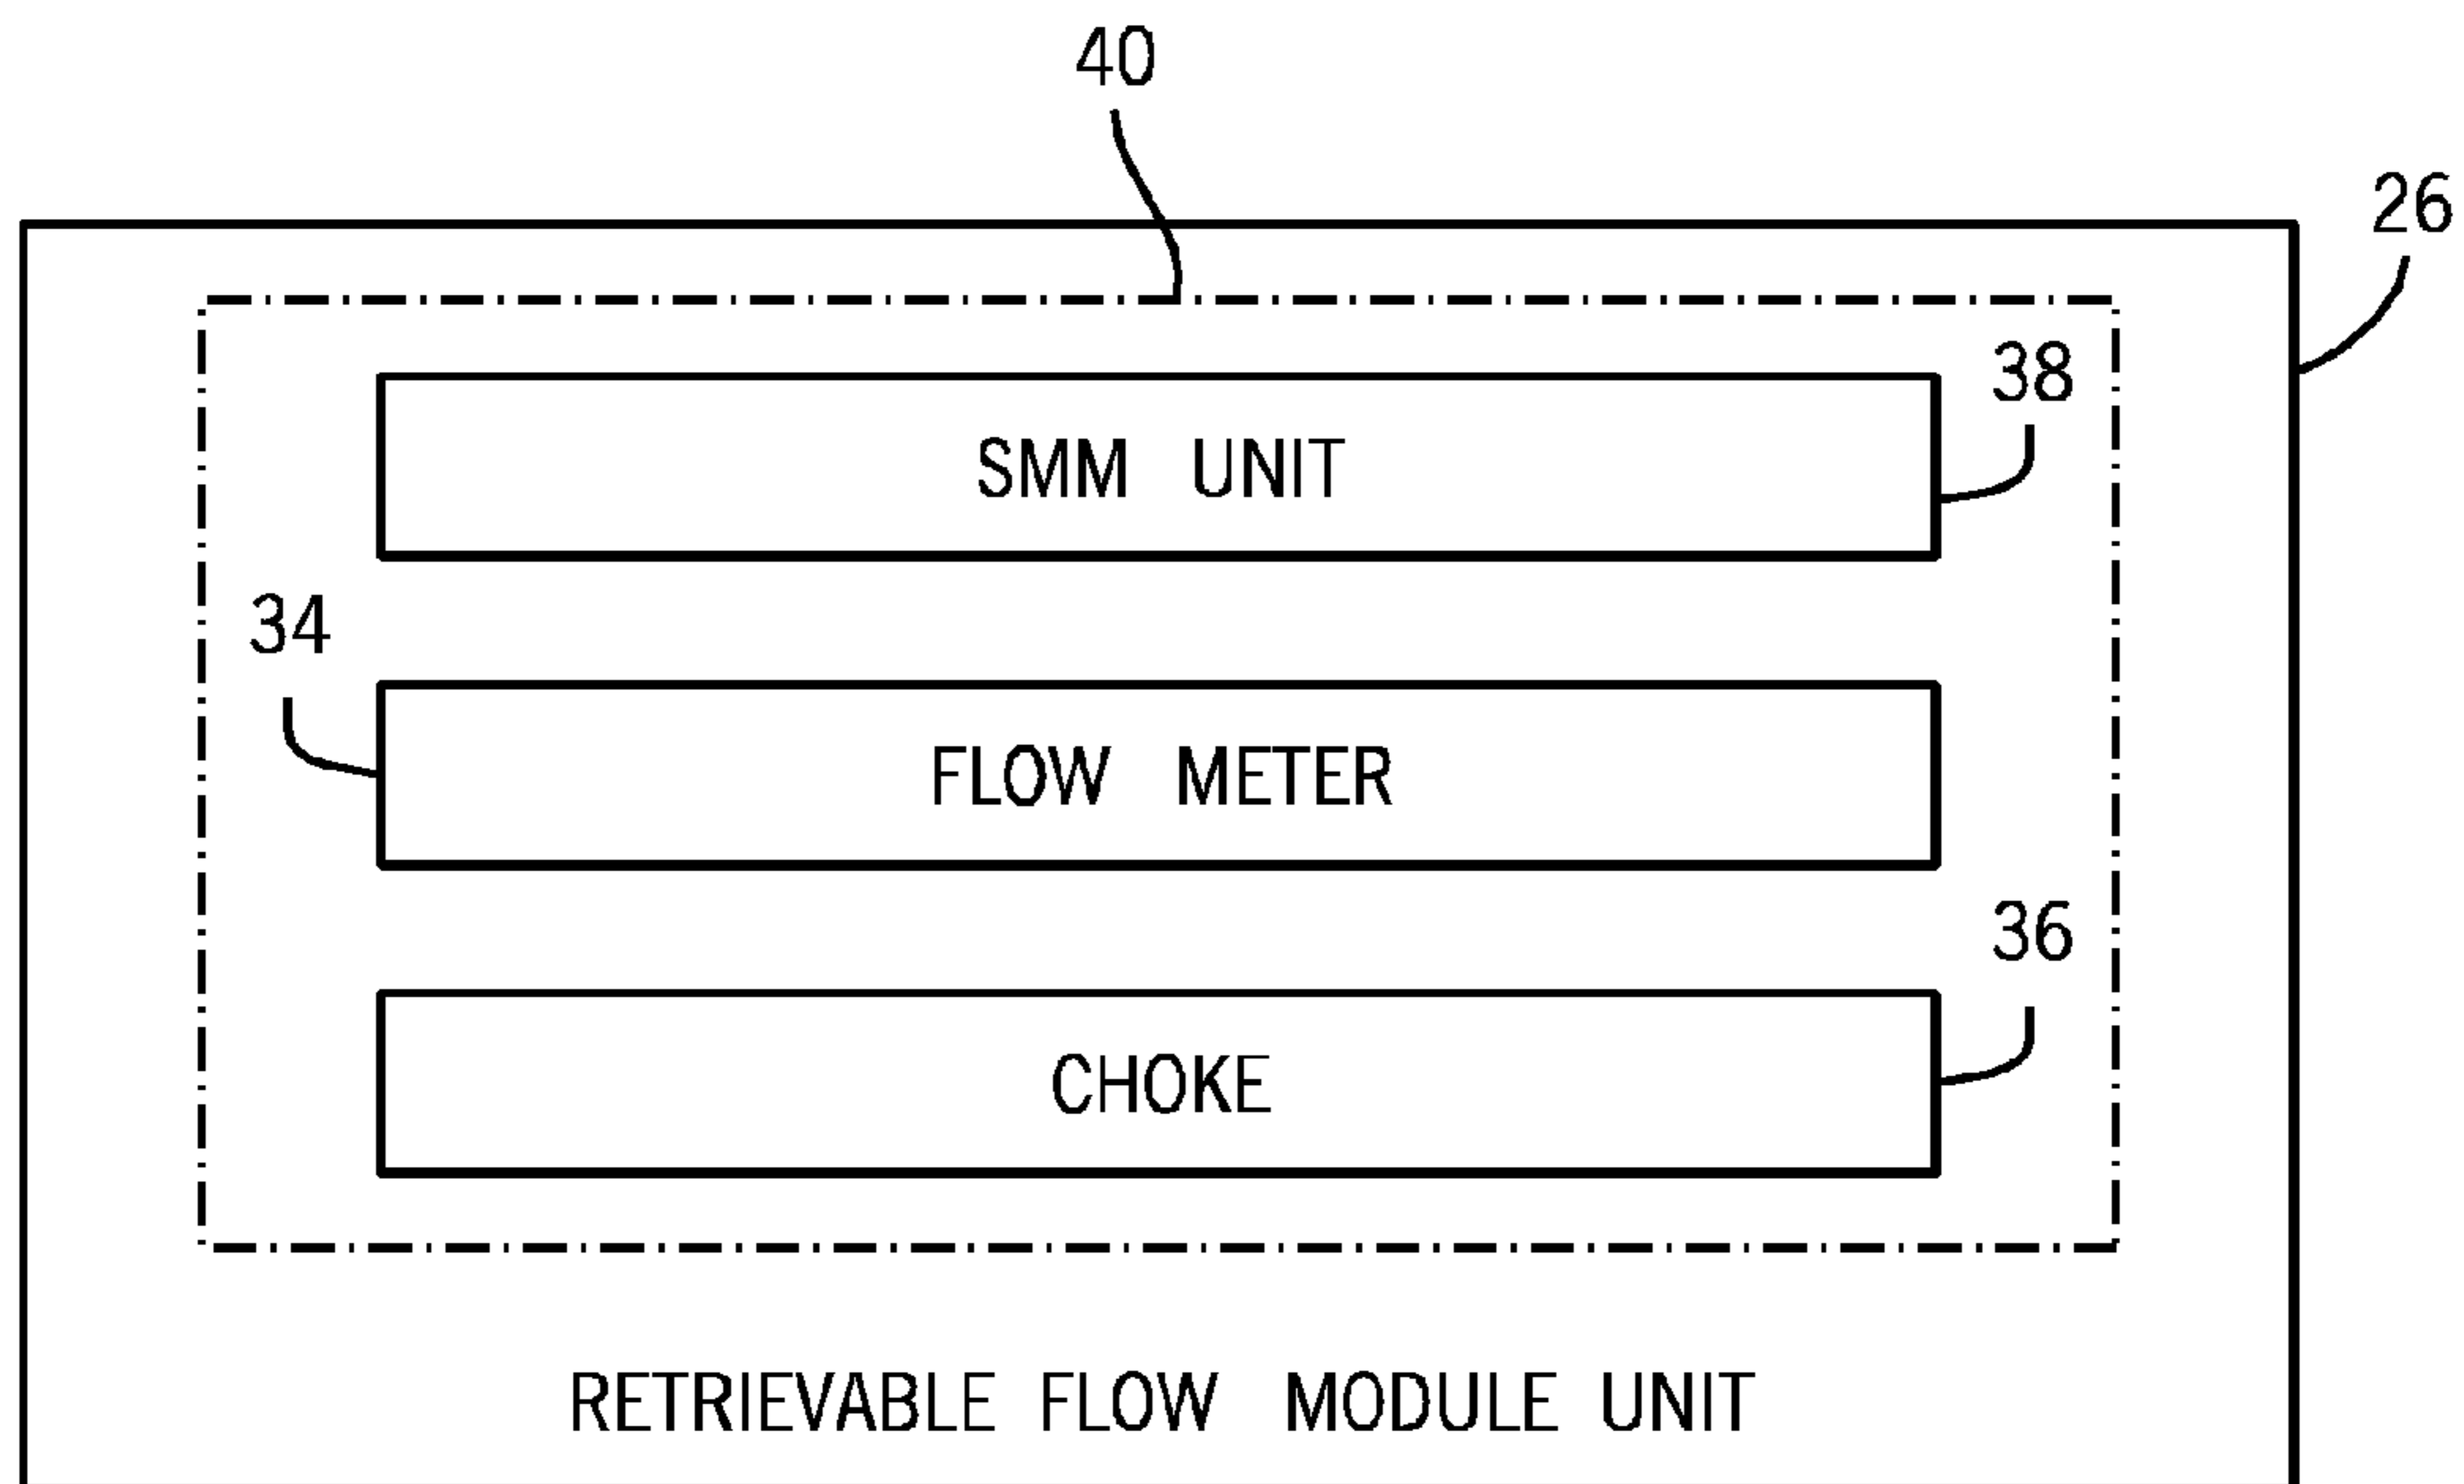 40
26
38
SMM UNIT
34
FLOW METER
36
CHOKE
RETRIEVABLE FLOW MODULE UNIT